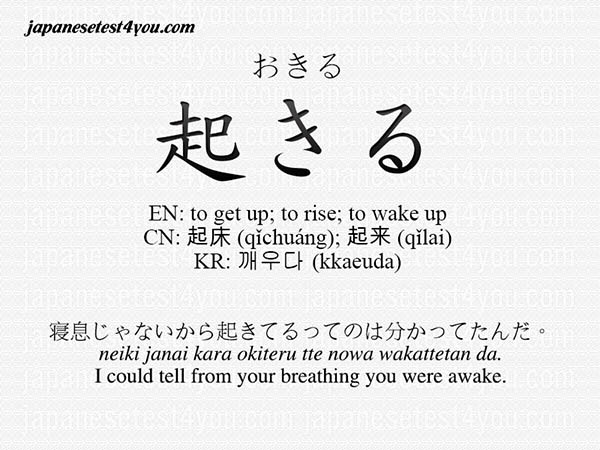 japanesetest4you.com
おきる
起きる
EN: to get up; to rise; to wake up
CN: 起床 (qǐchuáng); 起来 (qǐlai)
KR: 깨우다 (kkaeuda)
寝息じゃないから起きてるってのは分かってたんだ。
neiki janai kara okiteru tte nowa wakattetan da.
I could tell from your breathing you were awake.